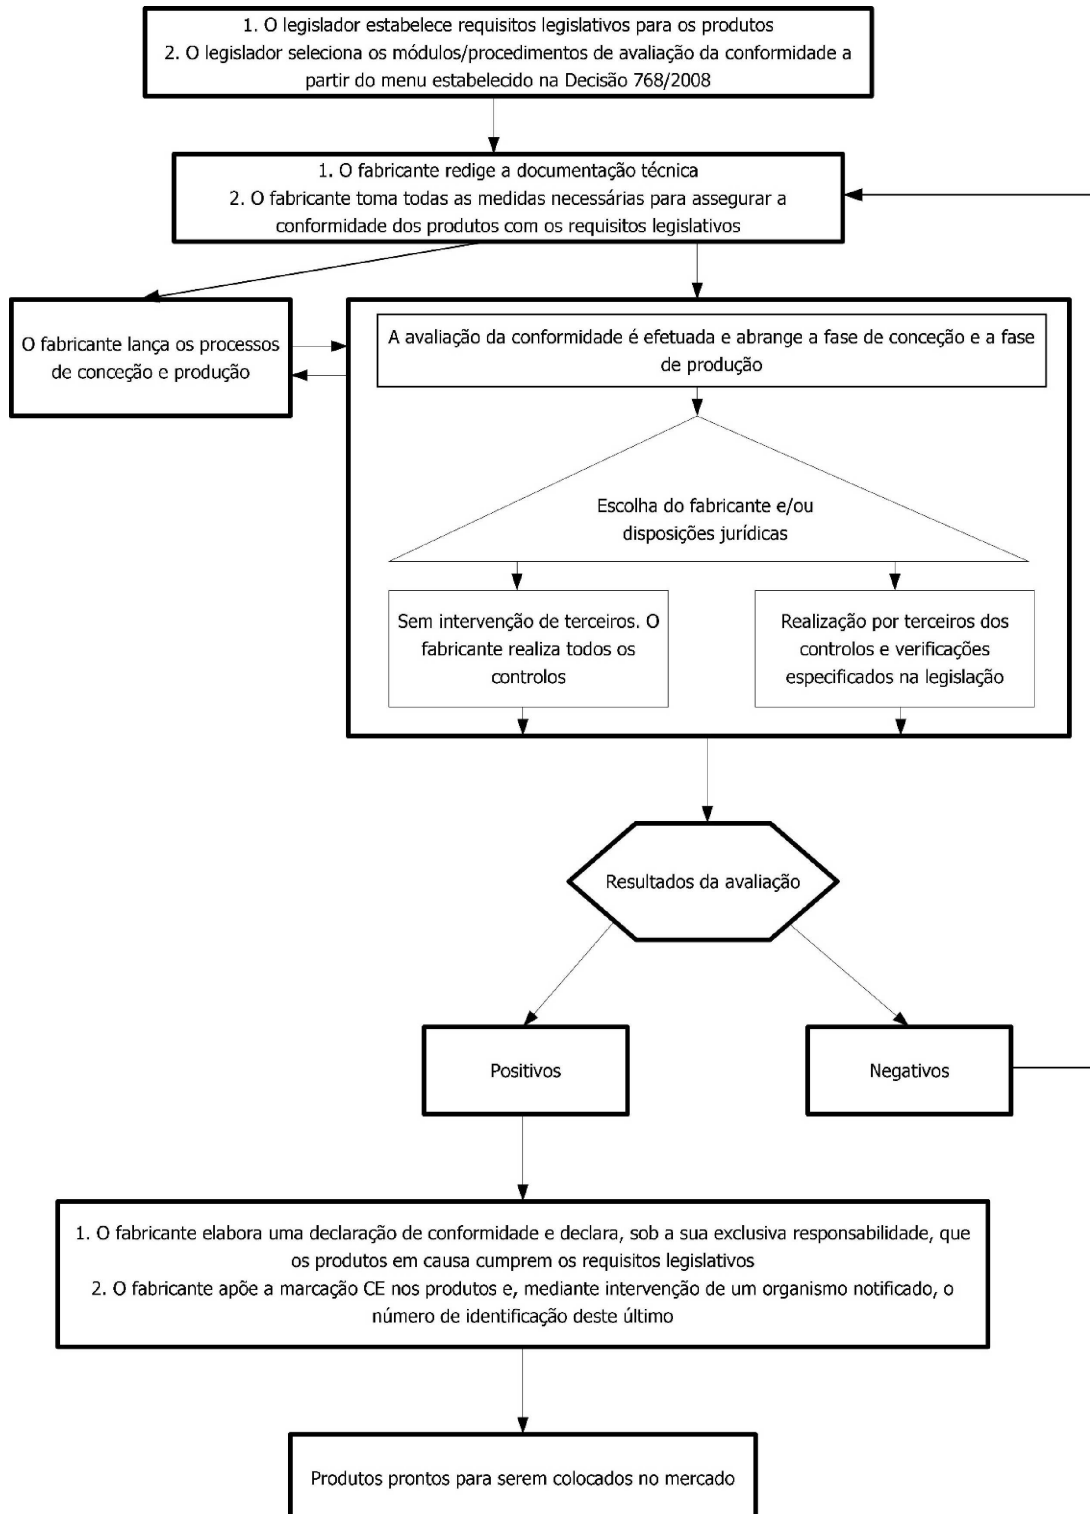 1. O legislador estabelece requisitos legislativos para os produtos
2. O legislador seleciona os módulos/procedimentos de avaliação da conformidade a
partir do menu estabelecido na Decisão 768/2008
1. O fabricante redige a documentação técnica
2. O fabricante toma todas as medidas necessárias para assegurar a
conformidade dos produtos com os requisitos legislativos
O fabricante lança os processos
de conceção e produção
A avaliação da conformidade é efetuada e abrange a fase de conceção e a fase
de produção
Escolha do fabricante e/ou
disposições jurídicas
Sem intervenção de terceiros. O
fabricante realiza todos os
controlos
Realização por terceiros dos
controlos e verificações
especificados na legislação
Resultados da avaliação
Positivos
Negativos
1. O fabricante elabora uma declaração de conformidade e declara, sob a sua exclusiva responsabilidade, que
os produtos em causa cumprem os requisitos legislativos
2. O fabricante apõe a marcação CE nos produtos e, mediante intervenção de um organismo notificado, o
número de identificação deste último
Produtos prontos para serem colocados no mercado